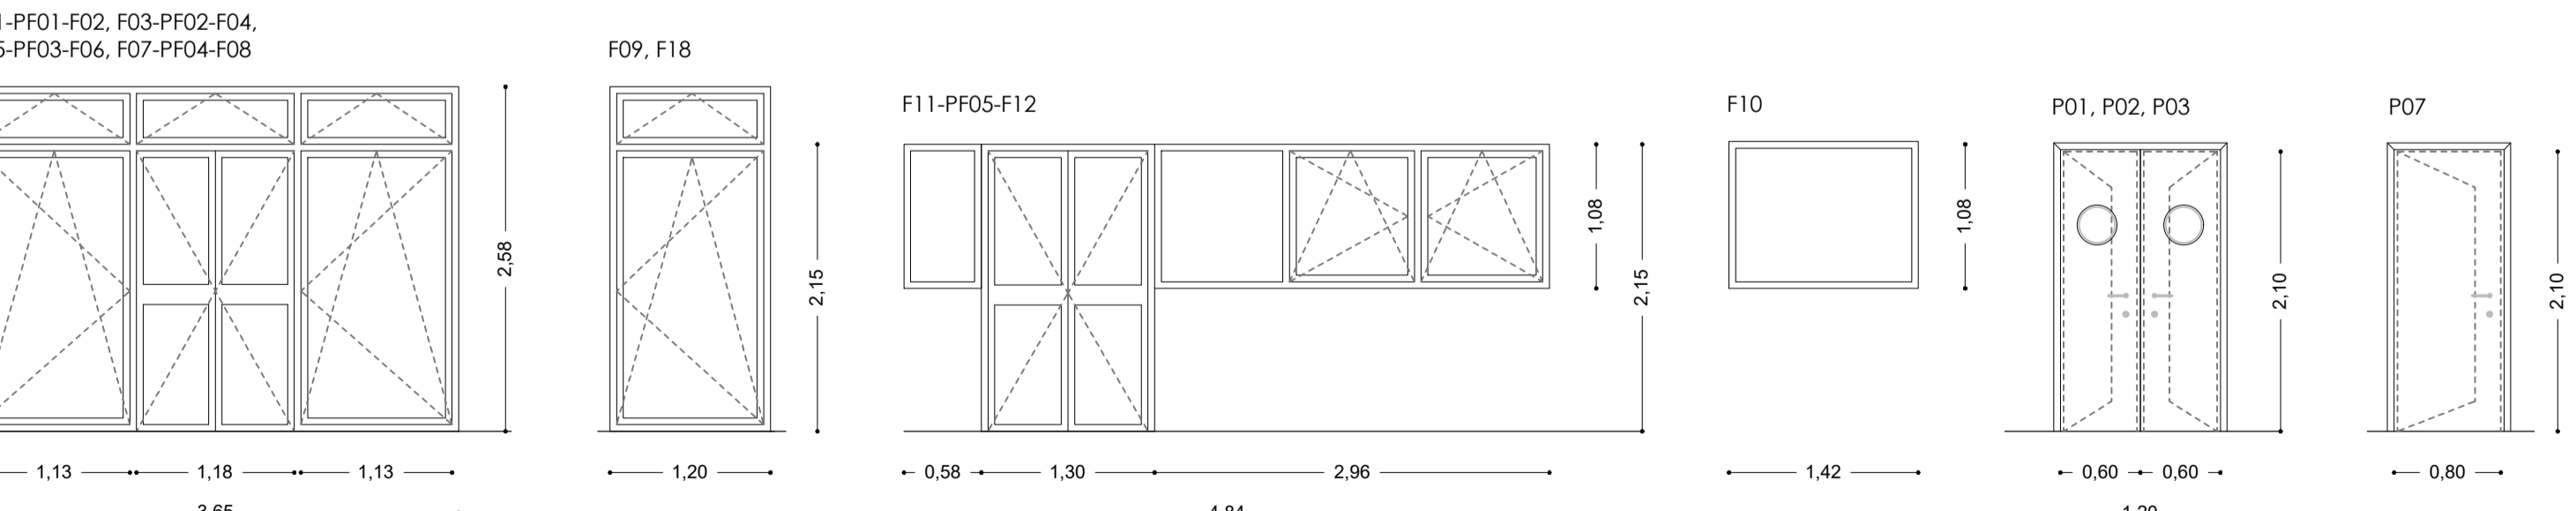 -PF01-F02, F03-PF02-F04,
-PF03-F06, F07-PF04-F08
F09, F18
F11-PF05-F12
F10
P01, P02, P03
P07
2,58
2,15
1,08
2,15
1,08
2,10
2,10
1,13
1,18
1,13
1,20
0,58
1,30
2,96
1,42
0,60
0,60
0,80